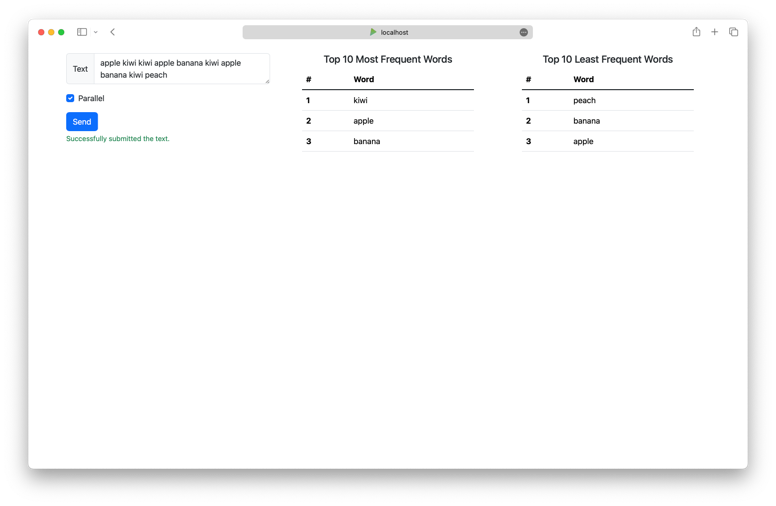 localhost
Text
apple kiwi kiwi apple banana kiwi apple
banana kiwi peach
Parallel
Send
Successfully submitted the text.
Top 10 Most Frequent Words
# Word
1 kiwi
2 apple
3 banana
Top 10 Least Frequent Words
# Word
1 peach
2 banana
3 apple